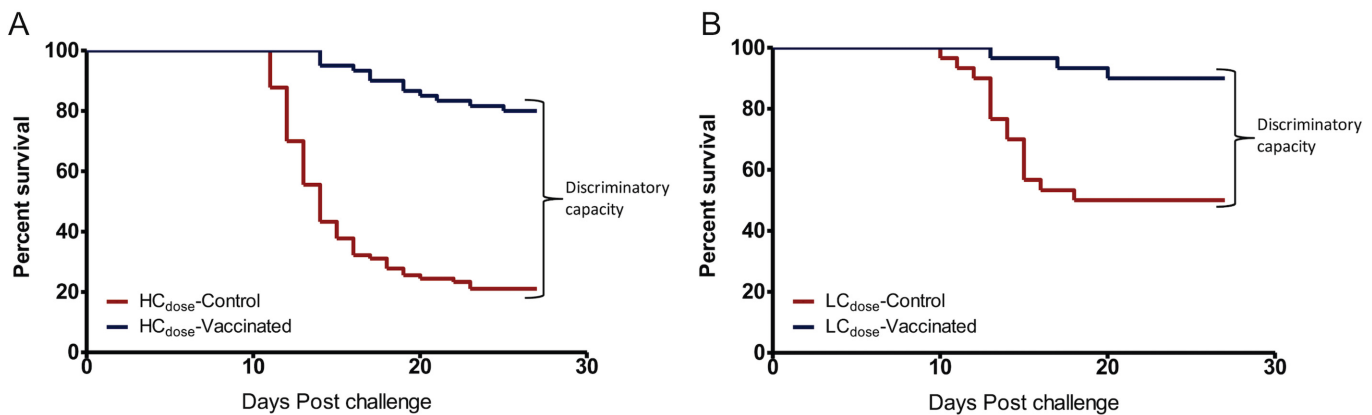 A
Percent survival
100
80
60
40
20
0
0
10
20
30
Days Post challenge
HCdose-Control
HCdose-Vaccinated
Discriminatory
capacity
B
Percent survival
100
80
60
40
20
0
0
10
20
30
Days Post challenge
LCdose-Control
LCdose-Vaccinated
Discriminatory
capacity